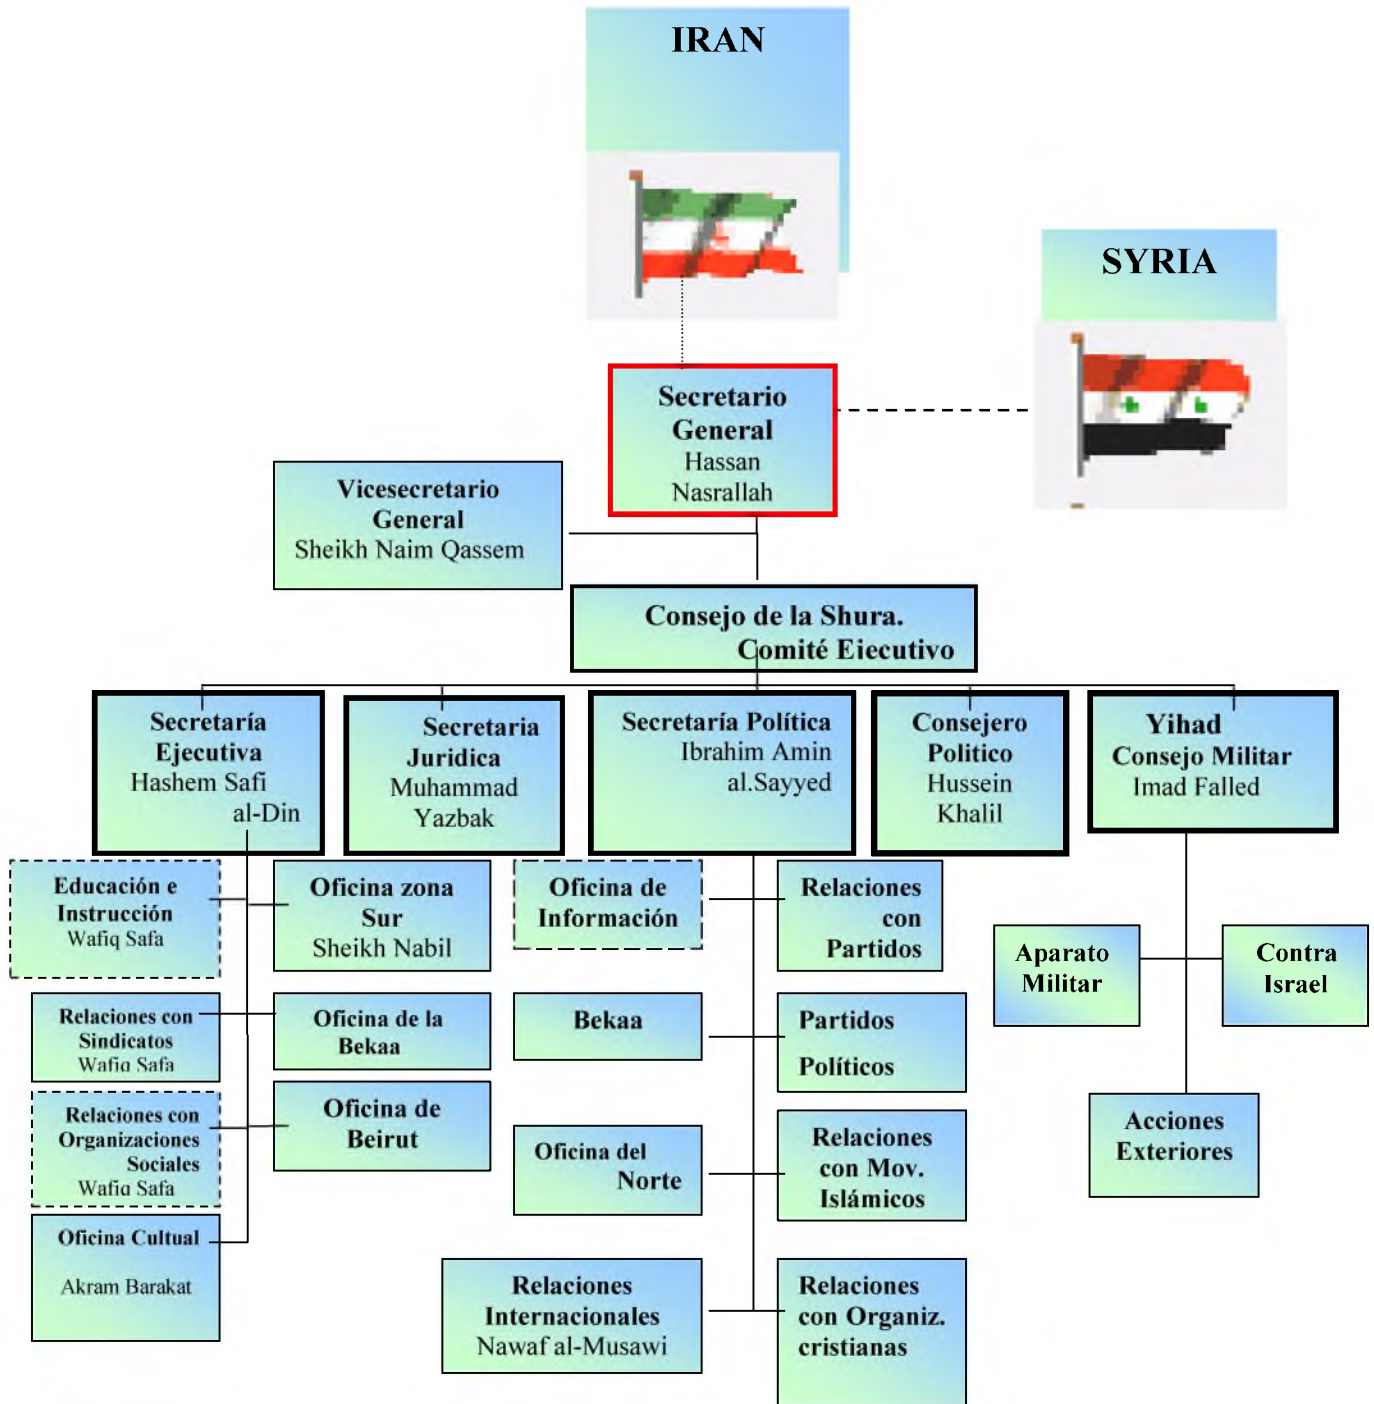 IRAN
SYRIA
Secretario
General
Hassan
Nasrallah
Vicesecretario
General
Sheikh Naim Qassem
Consejo de la Shura.
Comité Eiecutivo
Secretaría
Ejecutiva
Hashem Safi
al-Din
Secretaria
Juridica
Muhammad
Yazbak
Secretaría Política
Ibrahim Amin
al.Sayyed
Consejero
Politico
Hussein
Khalil
Yihad
Consejo Militar
Imad Falled
Educación e
Instrucción
Wafiq Safa
Oficina zona
Sur
Sheikh Nabil
Oficina de
Información
Relaciones
con
Partidos
Aparato
Militar
Contra
Israel
Relaciones con
Sindicatos
Wafiq Safa
Oficina de la
Bekaa
Bekaa
Partidos
Políticos
Relaciones con
Organizaciones
Sociales
Wafiq Safa
Oficina de
Beirut
Oficina del
Norte
Relaciones
con Mov.
Islámicos
Acciones
Exteriores
Oficina Cultual
Akram Barakat
Relaciones
Internacionales
Nawaf al-Musawi
Relaciones
con Organiz.
cristianas